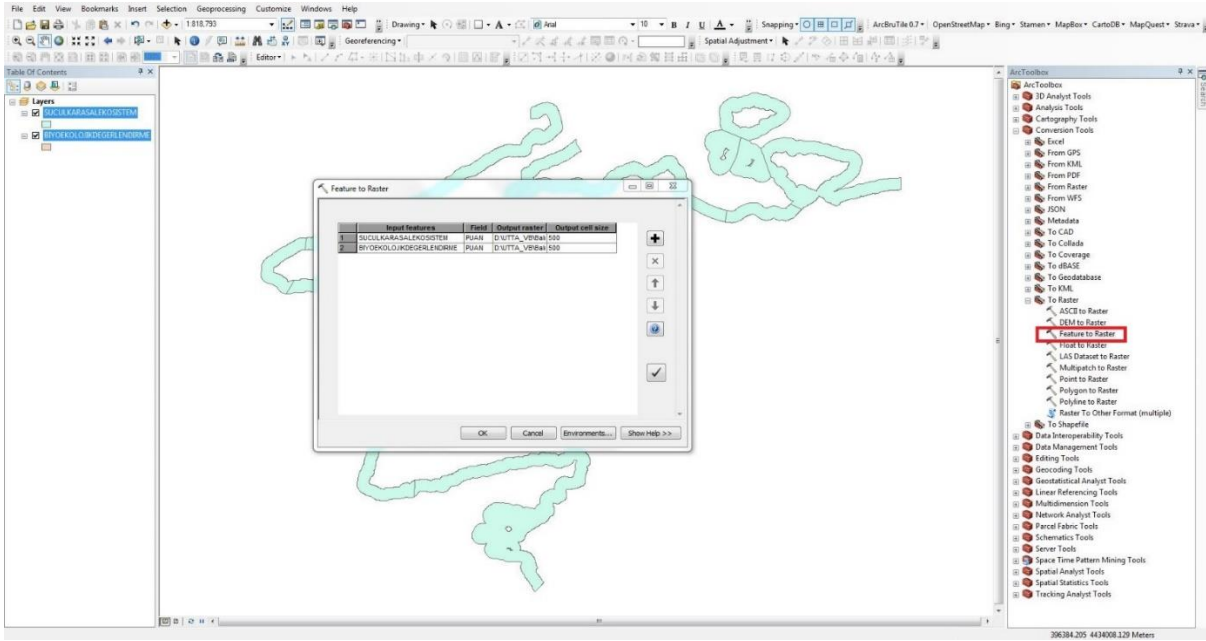 File Edit View Bookmarks Insert Selection Geoprocessing Customize Windows Help
1:818,793
Drawing
Arial
10
B I U A
Snapping
ArcBruTile 0.7
OpenStreetMap
Bing
Stamen
MapBox
CartoDB
MapQuest
Strava
Georeferencing
Spatial Adjustment
Editor
Table Of Contents
Layers
SUCULKARASALEKOSISTEM
BIYOEKOLOJIKDEGERLENDIRME
Feature to Raster
Input features Field Output raster Output cell size
1 SUCULKARASALEKOSISTEM PUAN 500
2 BIYOEKOLOJIKDEGERLENDIRME PUAN 500
OK Cancel Environments... Show Help >>
ArcToolbox
Search
ArcToolbox
3D Analyst Tools
Analysis Tools
Cartography Tools
Conversion Tools
Excel
From GPS
From KML
From PDF
From Raster
From WFS
JSON
Metadata
To CAD
To Collada
To Coverage
To dBASE
To Geodatabase
To KML
To Raster
ASCII to Raster
DEM to Raster
Feature to Raster
Float to Raster
LAS Dataset to Raster
Multipatch to Raster
Point to Raster
Polygon to Raster
Polyline to Raster
Raster To Other Format (multiple)
To Shapefile
Data Interoperability Tools
Data Management Tools
Editing Tools
Geocoding Tools
Geostatistical Analyst Tools
Linear Referencing Tools
Multidimension Tools
Network Analyst Tools
Parcel Fabric Tools
Schematics Tools
Server Tools
Space Time Pattern Mining Tools
Spatial Analyst Tools
Spatial Statistics Tools
Tracking Analyst Tools
396384.205 4434008.129 Meters